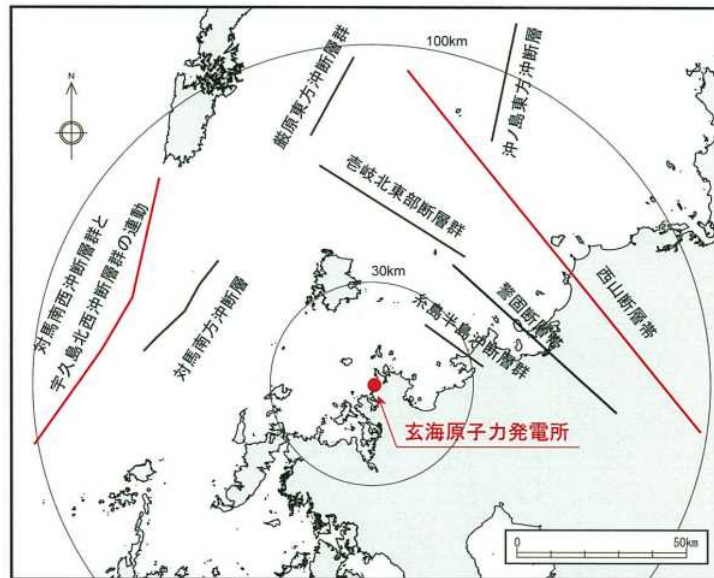 100km
N
厳原東方沖断層群
沖ノ島東方沖断層
壱岐北東部断層群
対馬南西沖断層群と
宇久島北西沖断層群の連動
対馬南方沖断層
30km
糸島半島沖断層群
警固断層帯
西山断層帯
玄海原子力発電所
0
50km